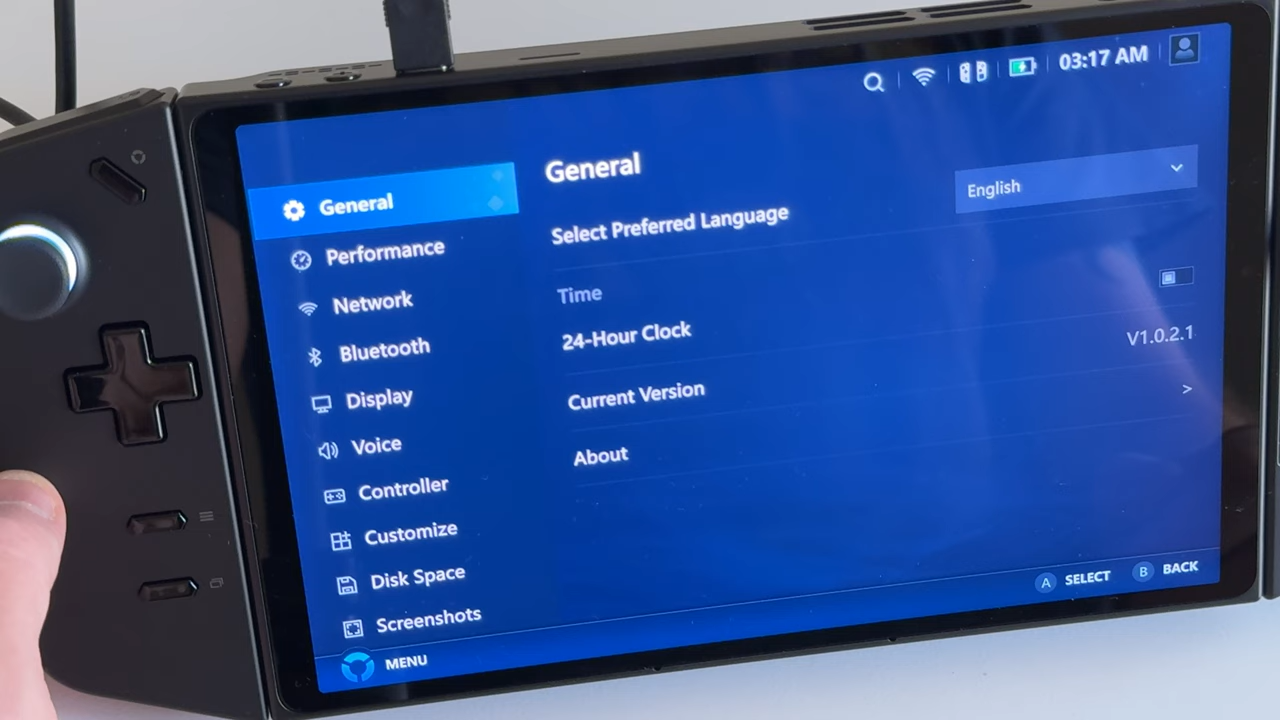 03:17 AM
General
Performance
Network
Bluetooth
Display
Voice
Controller
Customize
Disk Space
Screenshots
General
Select Preferred Language
English
Time
24-Hour Clock
Current Version
V1.0.2.1
About
>
MENU
A SELECT
B BACK